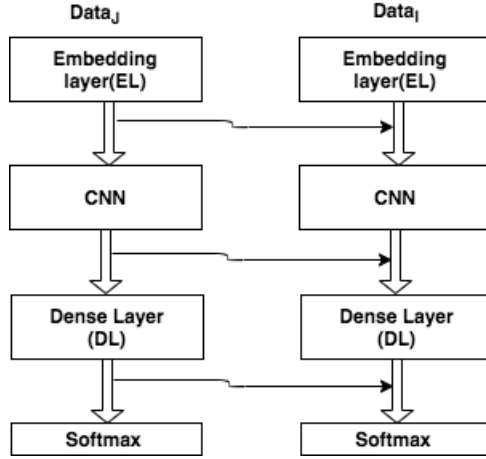 Data_J
Data_I
Embedding
layer(EL)
Embedding
layer(EL)
CNN
CNN
Dense Layer
(DL)
Dense Layer
(DL)
Softmax
Softmax